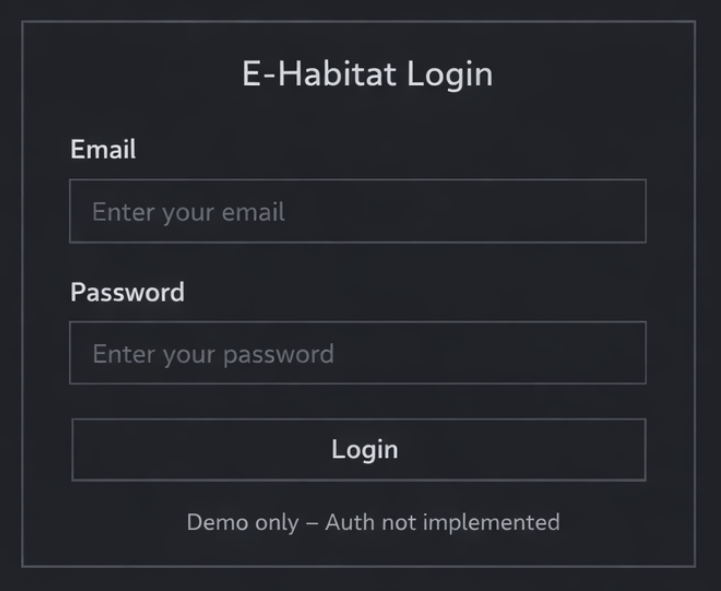 E-Habitat Login
Email
Enter your email
Password
Enter your password
Login
Demo only – Auth not implemented